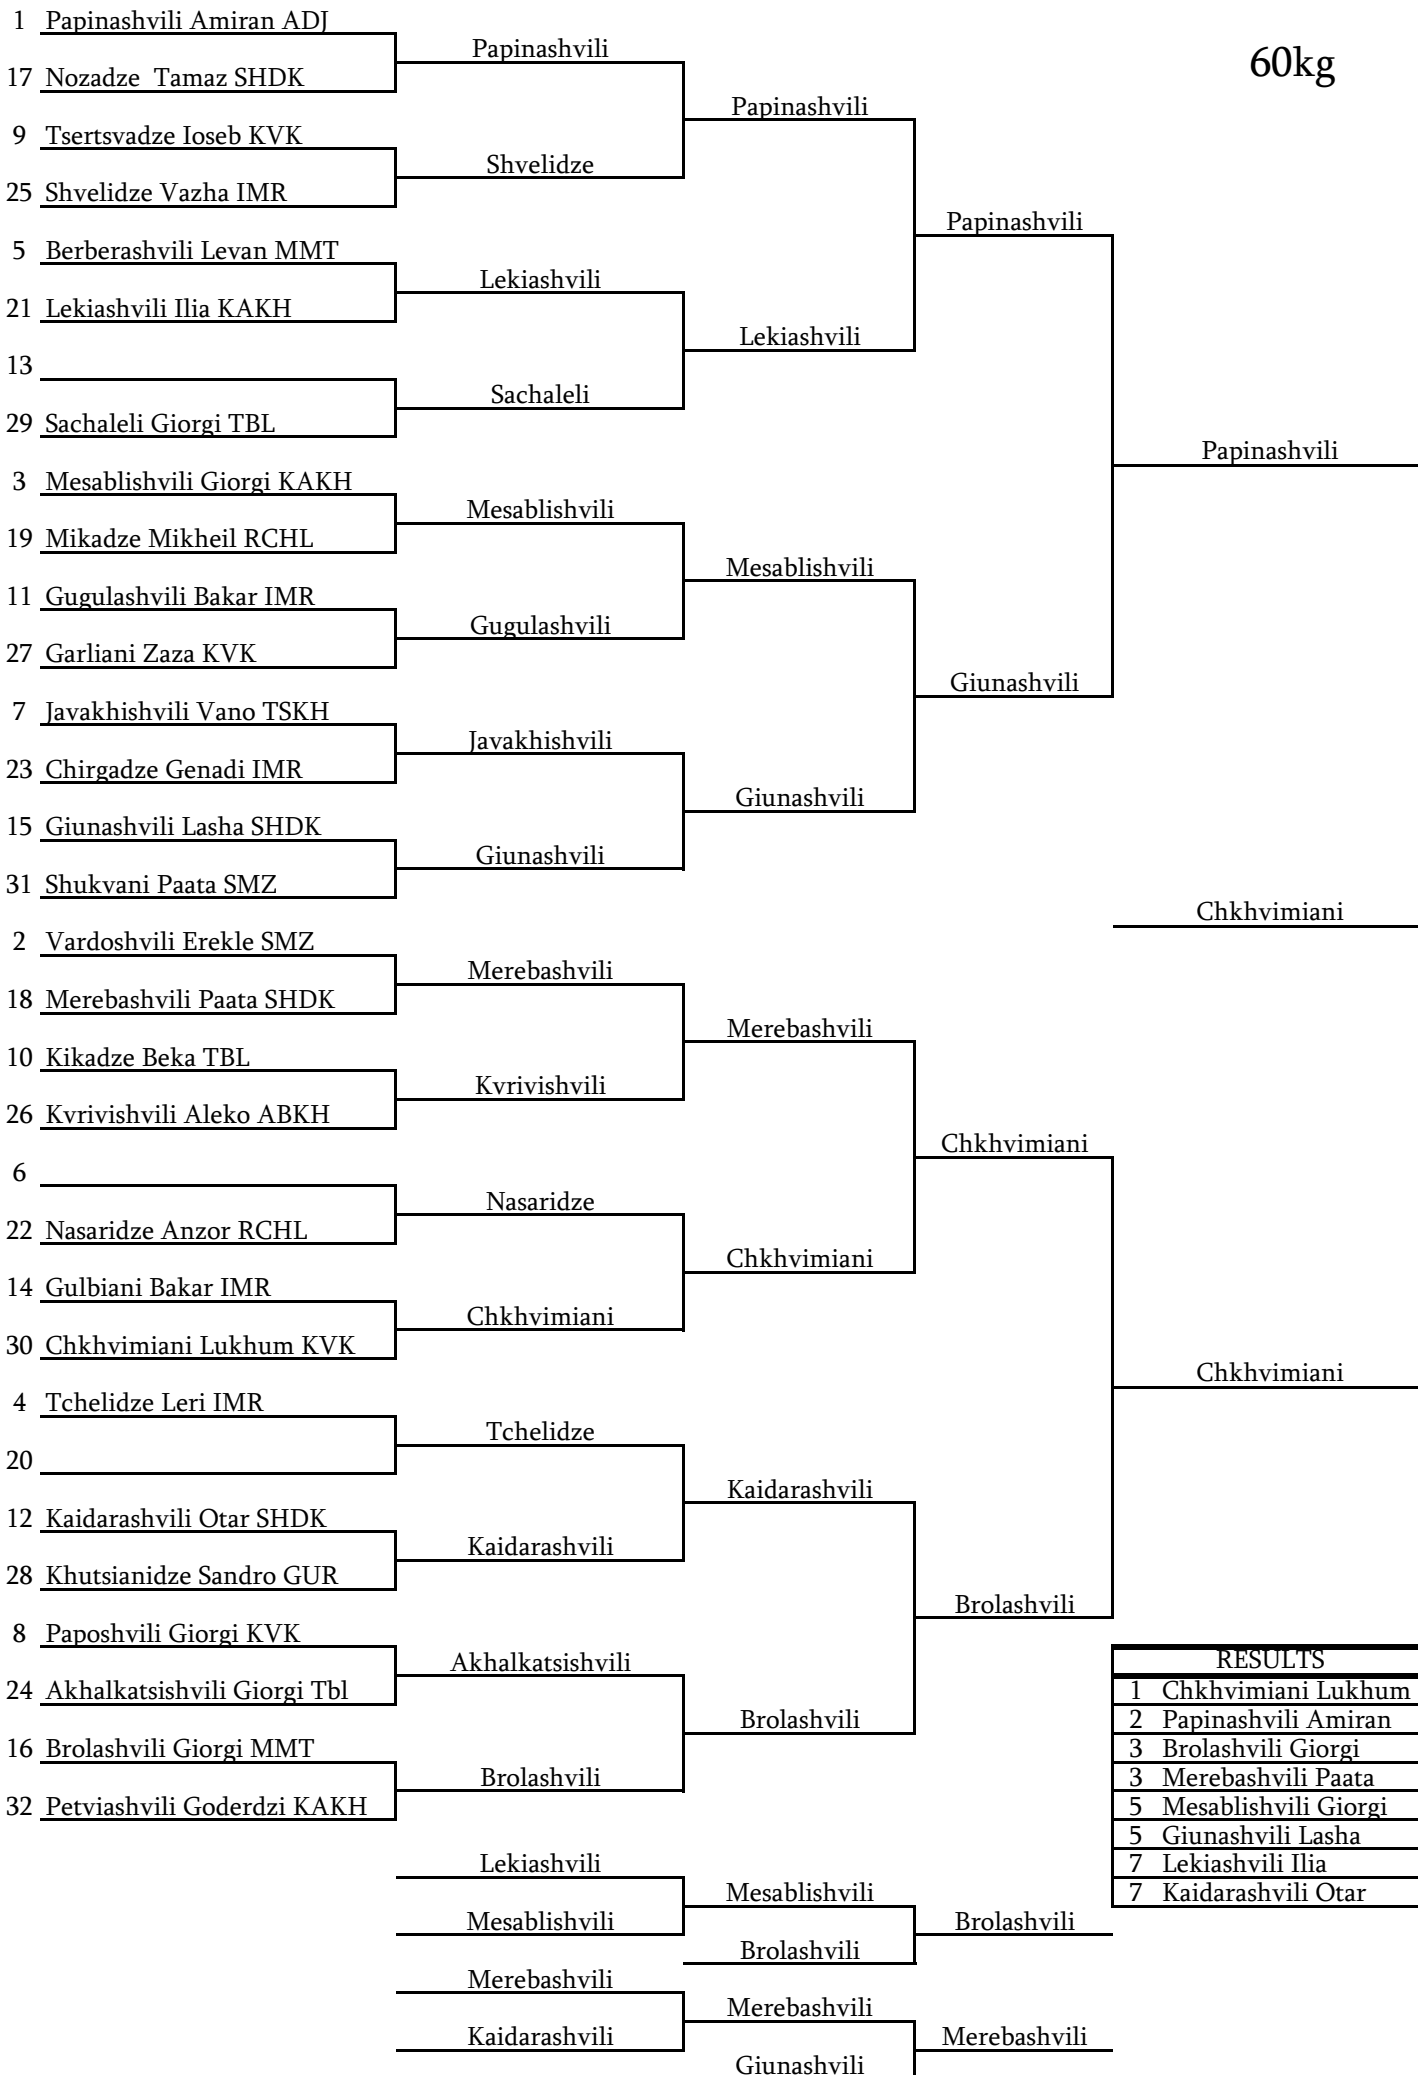 60kg
1 Papinashvili Amiran ADJ
17 Nozadze Tamaz SHDK
9 Tsertsvadze Ioseb KVK
25 Shvelidze Vazha IMR
5 Berberashvili Levan MMT
21 Lekiashvili Ilia KAKH
13
29 Sachaleli Giorgi TBL
3 Mesablishvili Giorgi KAKH
19 Mikadze Mikheil RCHL
11 Gugulashvili Bakar IMR
27 Garliani Zaza KVK
7 Javakhishvili Vano TSKH
23 Chirgadze Genadi IMR
15 Giunashvili Lasha SHDK
31 Shukvani Paata SMZ
2 Vardoshvili Erekle SMZ
18 Merebashvili Paata SHDK
10 Kikadze Beka TBL
26 Kvrivishvili Aleko ABKH
6
22 Nasaridze Anzor RCHL
14 Gulbiani Bakar IMR
30 Chkhvimiani Lukhum KVK
4 Tchelidze Leri IMR
20
12 Kaidarashvili Otar SHDK
28 Khutsianidze Sandro GUR
8 Paposhvili Giorgi KVK
24 Akhalkatsishvili Giorgi Tbl
16 Brolashvili Giorgi MMT
32 Petviashvili Goderdzi KAKH
Papinashvili
Shvelidze
Lekiashvili
Sachaleli
Mesablishvili
Gugulashvili
Javakhishvili
Giunashvili
Merebashvili
Kvrivishvili
Nasaridze
Chkhvimiani
Tchelidze
Kaidarashvili
Akhalkatsishvili
Brolashvili
Papinashvili
Lekiashvili
Mesablishvili
Giunashvili
Merebashvili
Chkhvimiani
Kaidarashvili
Brolashvili
Papinashvili
Giunashvili
Chkhvimiani
Brolashvili
Papinashvili
Chkhvimiani
Chkhvimiani
Lekiashvili
Mesablishvili
Merebashvili
Kaidarashvili
Mesablishvili
Brolashvili
Merebashvili
Giunashvili
Brolashvili
Merebashvili
RESULTS
1 Chkhvimiani Lukhum
2 Papinashvili Amiran
3 Brolashvili Giorgi
3 Merebashvili Paata
5 Mesablishvili Giorgi
5 Giunashvili Lasha
7 Lekiashvili Ilia
7 Kaidarashvili Otar